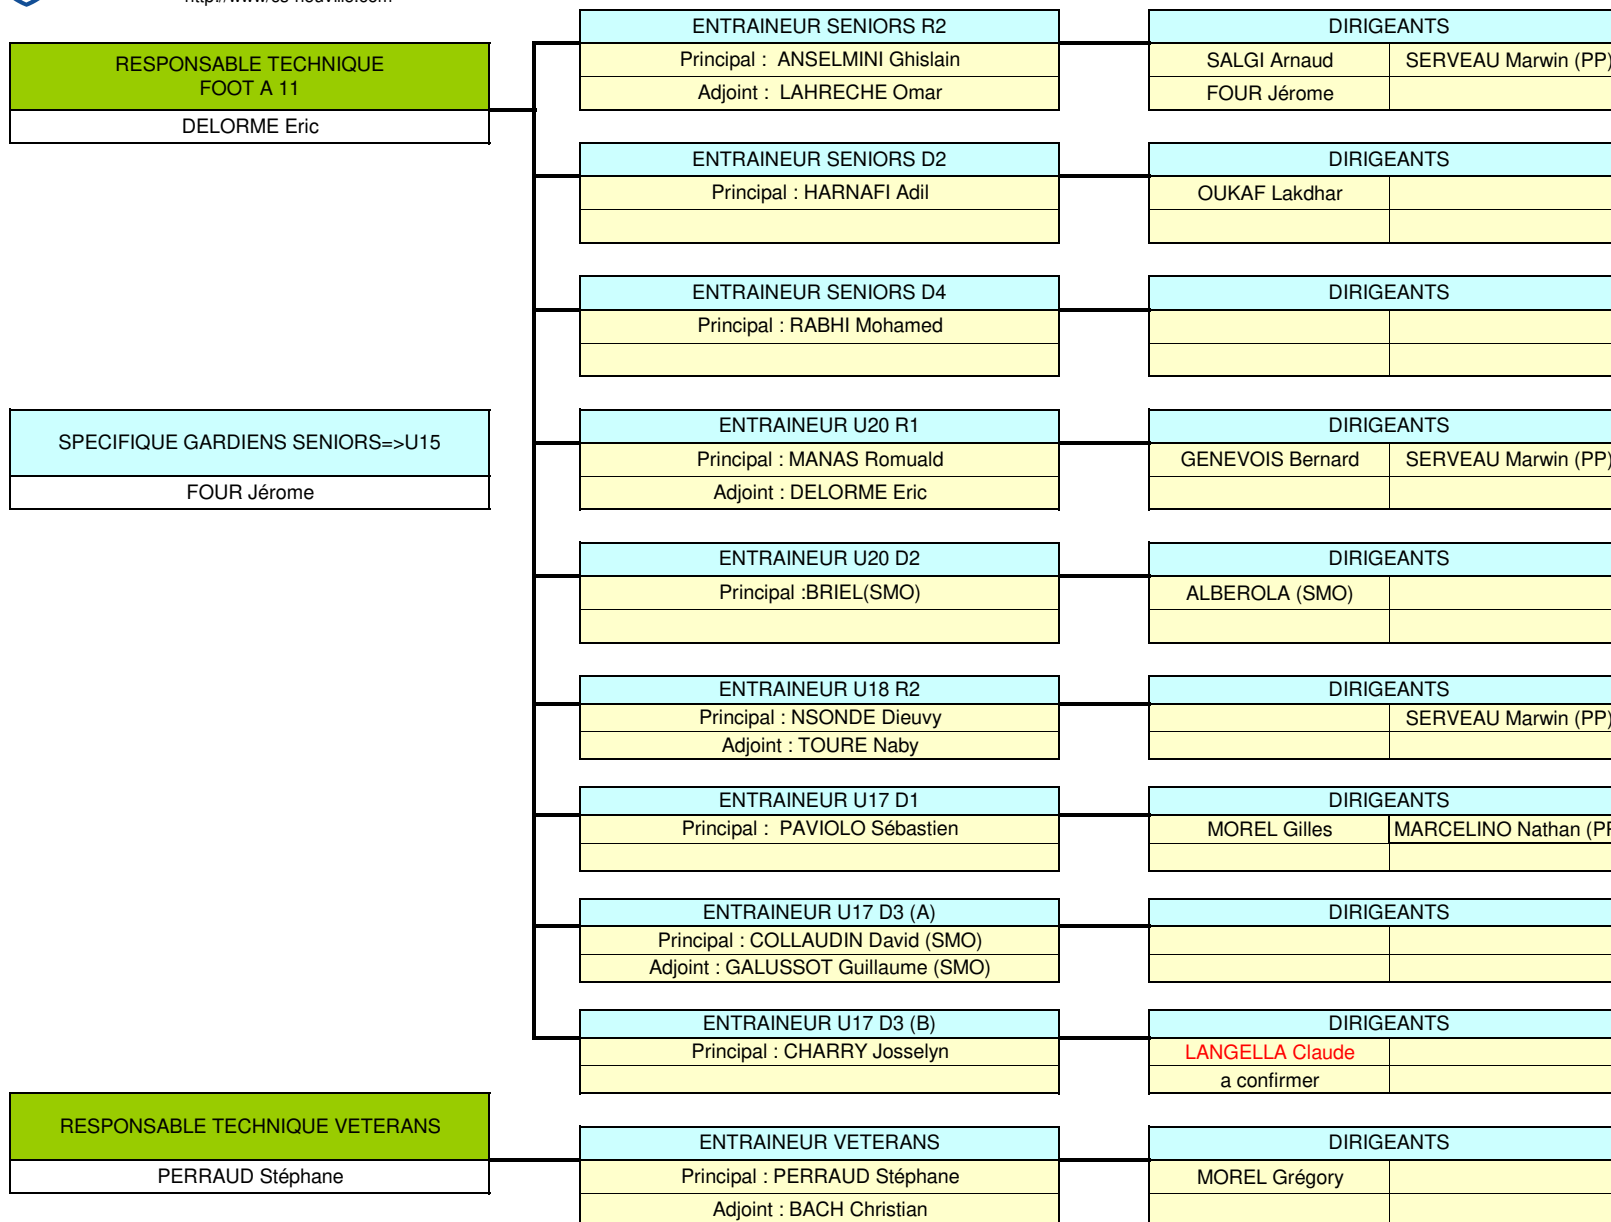 ENTRAINEUR SENIORS R2
DIRIGEANTS
RESPONSABLE TECHNIQUE
FOOT A 11
Principal : ANSELMINI Ghislain
SALGI Arnaud
SERVEAU Marwin (PP)
Adjoint : LAHRECHE Omar
FOUR Jérome
DELORME Eric
ENTRAINEUR SENIORS D2
DIRIGEANTS
Principal : HARNAFI Adil
OUKAF Lakdhar
ENTRAINEUR SENIORS D4
DIRIGEANTS
Principal : RABHI Mohamed
SPECIFIQUE GARDIENS SENIORS=>U15
FOUR Jérome
ENTRAINEUR U20 R1
DIRIGEANTS
Principal : MANAS Romuald
GENEVOIS Bernard
SERVEAU Marwin (PP)
Adjoint : DELORME Eric
ENTRAINEUR U20 D2
DIRIGEANTS
Principal :BRIEL(SMO)
ALBEROLA (SMO)
ENTRAINEUR U18 R2
DIRIGEANTS
Principal : NSONDE Dieuvy
SERVEAU Marwin (PP)
Adjoint : TOURE Naby
ENTRAINEUR U17 D1
DIRIGEANTS
Principal : PAVIOLO Sébastien
MOREL Gilles
MARCELINO Nathan
ENTRAINEUR U17 D3 (A)
DIRIGEANTS
Principal : COLLAUDIN David (SMO)
Adjoint : GALUSSOT Guillaume (SMO)
ENTRAINEUR U17 D3 (B)
DIRIGEANTS
Principal : CHARRY Josselyn
LANGELLA Claude
a confirmer
RESPONSABLE TECHNIQUE VETERANS
PERRAUD Stéphane
ENTRAINEUR VETERANS
DIRIGEANTS
Principal : PERRAUD Stéphane
MOREL Grégory
Adjoint : BACH Christian